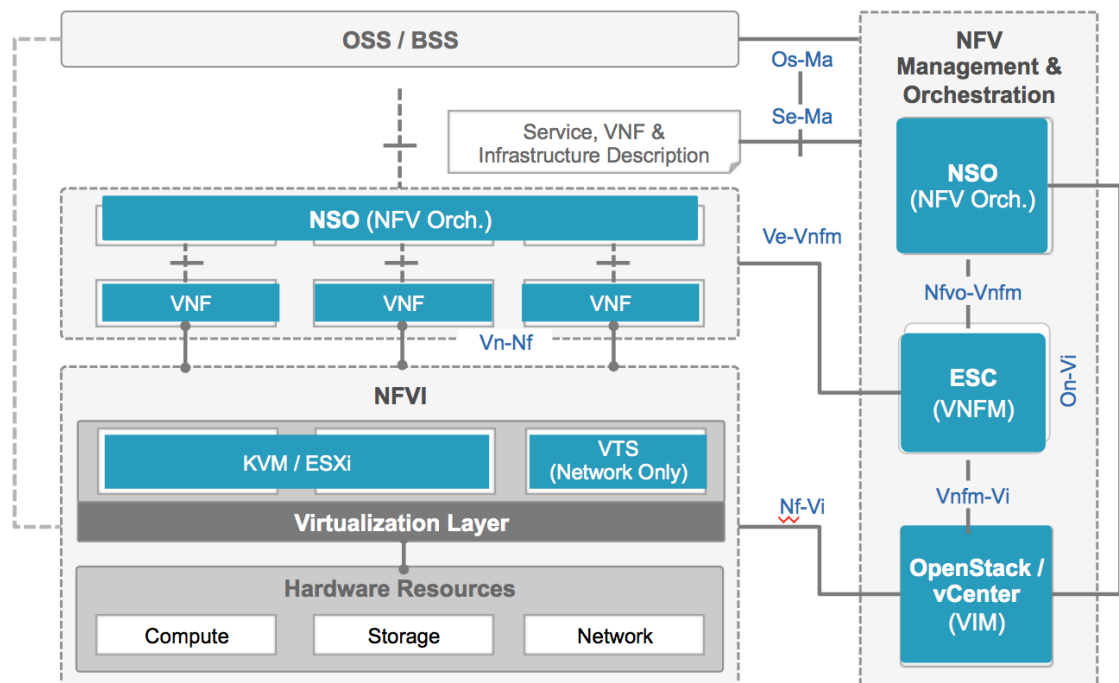 OSS / BSS
NFV
Management &
Orchestration
Os-Ma
Se-Ma
Service, VNF &
Infrastructure Description
NSO
(NFV Orch.)
NSO (NFV Orch.)
Ve-Vnfm
Nfvo-Vnfm
VNF
VNF
VNF
Vn-Nf
ESC
(VNFM)
On-Vi
NFVI
KVM / ESXi
VTS
(Network Only)
Vnfm-Vi
Nf-Vi
Virtualization Layer
OpenStack /
vCenter
(VIM)
Hardware Resources
Compute
Storage
Network